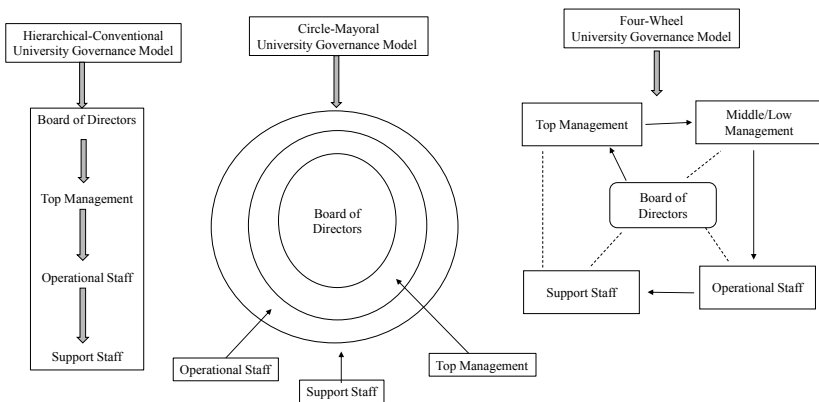 Hierarchical-Conventional
University Governance Model
Board of Directors
Top Management
Operational Staff
Support Staff
Circle-Mayoral
University Governance Model
Board of
Directors
Operational Staff
Support Staff
Top Management
Four-Wheel
University Governance Model
Top Management
Middle/Low
Management
Board of
Directors
Support Staff
Operational Staff